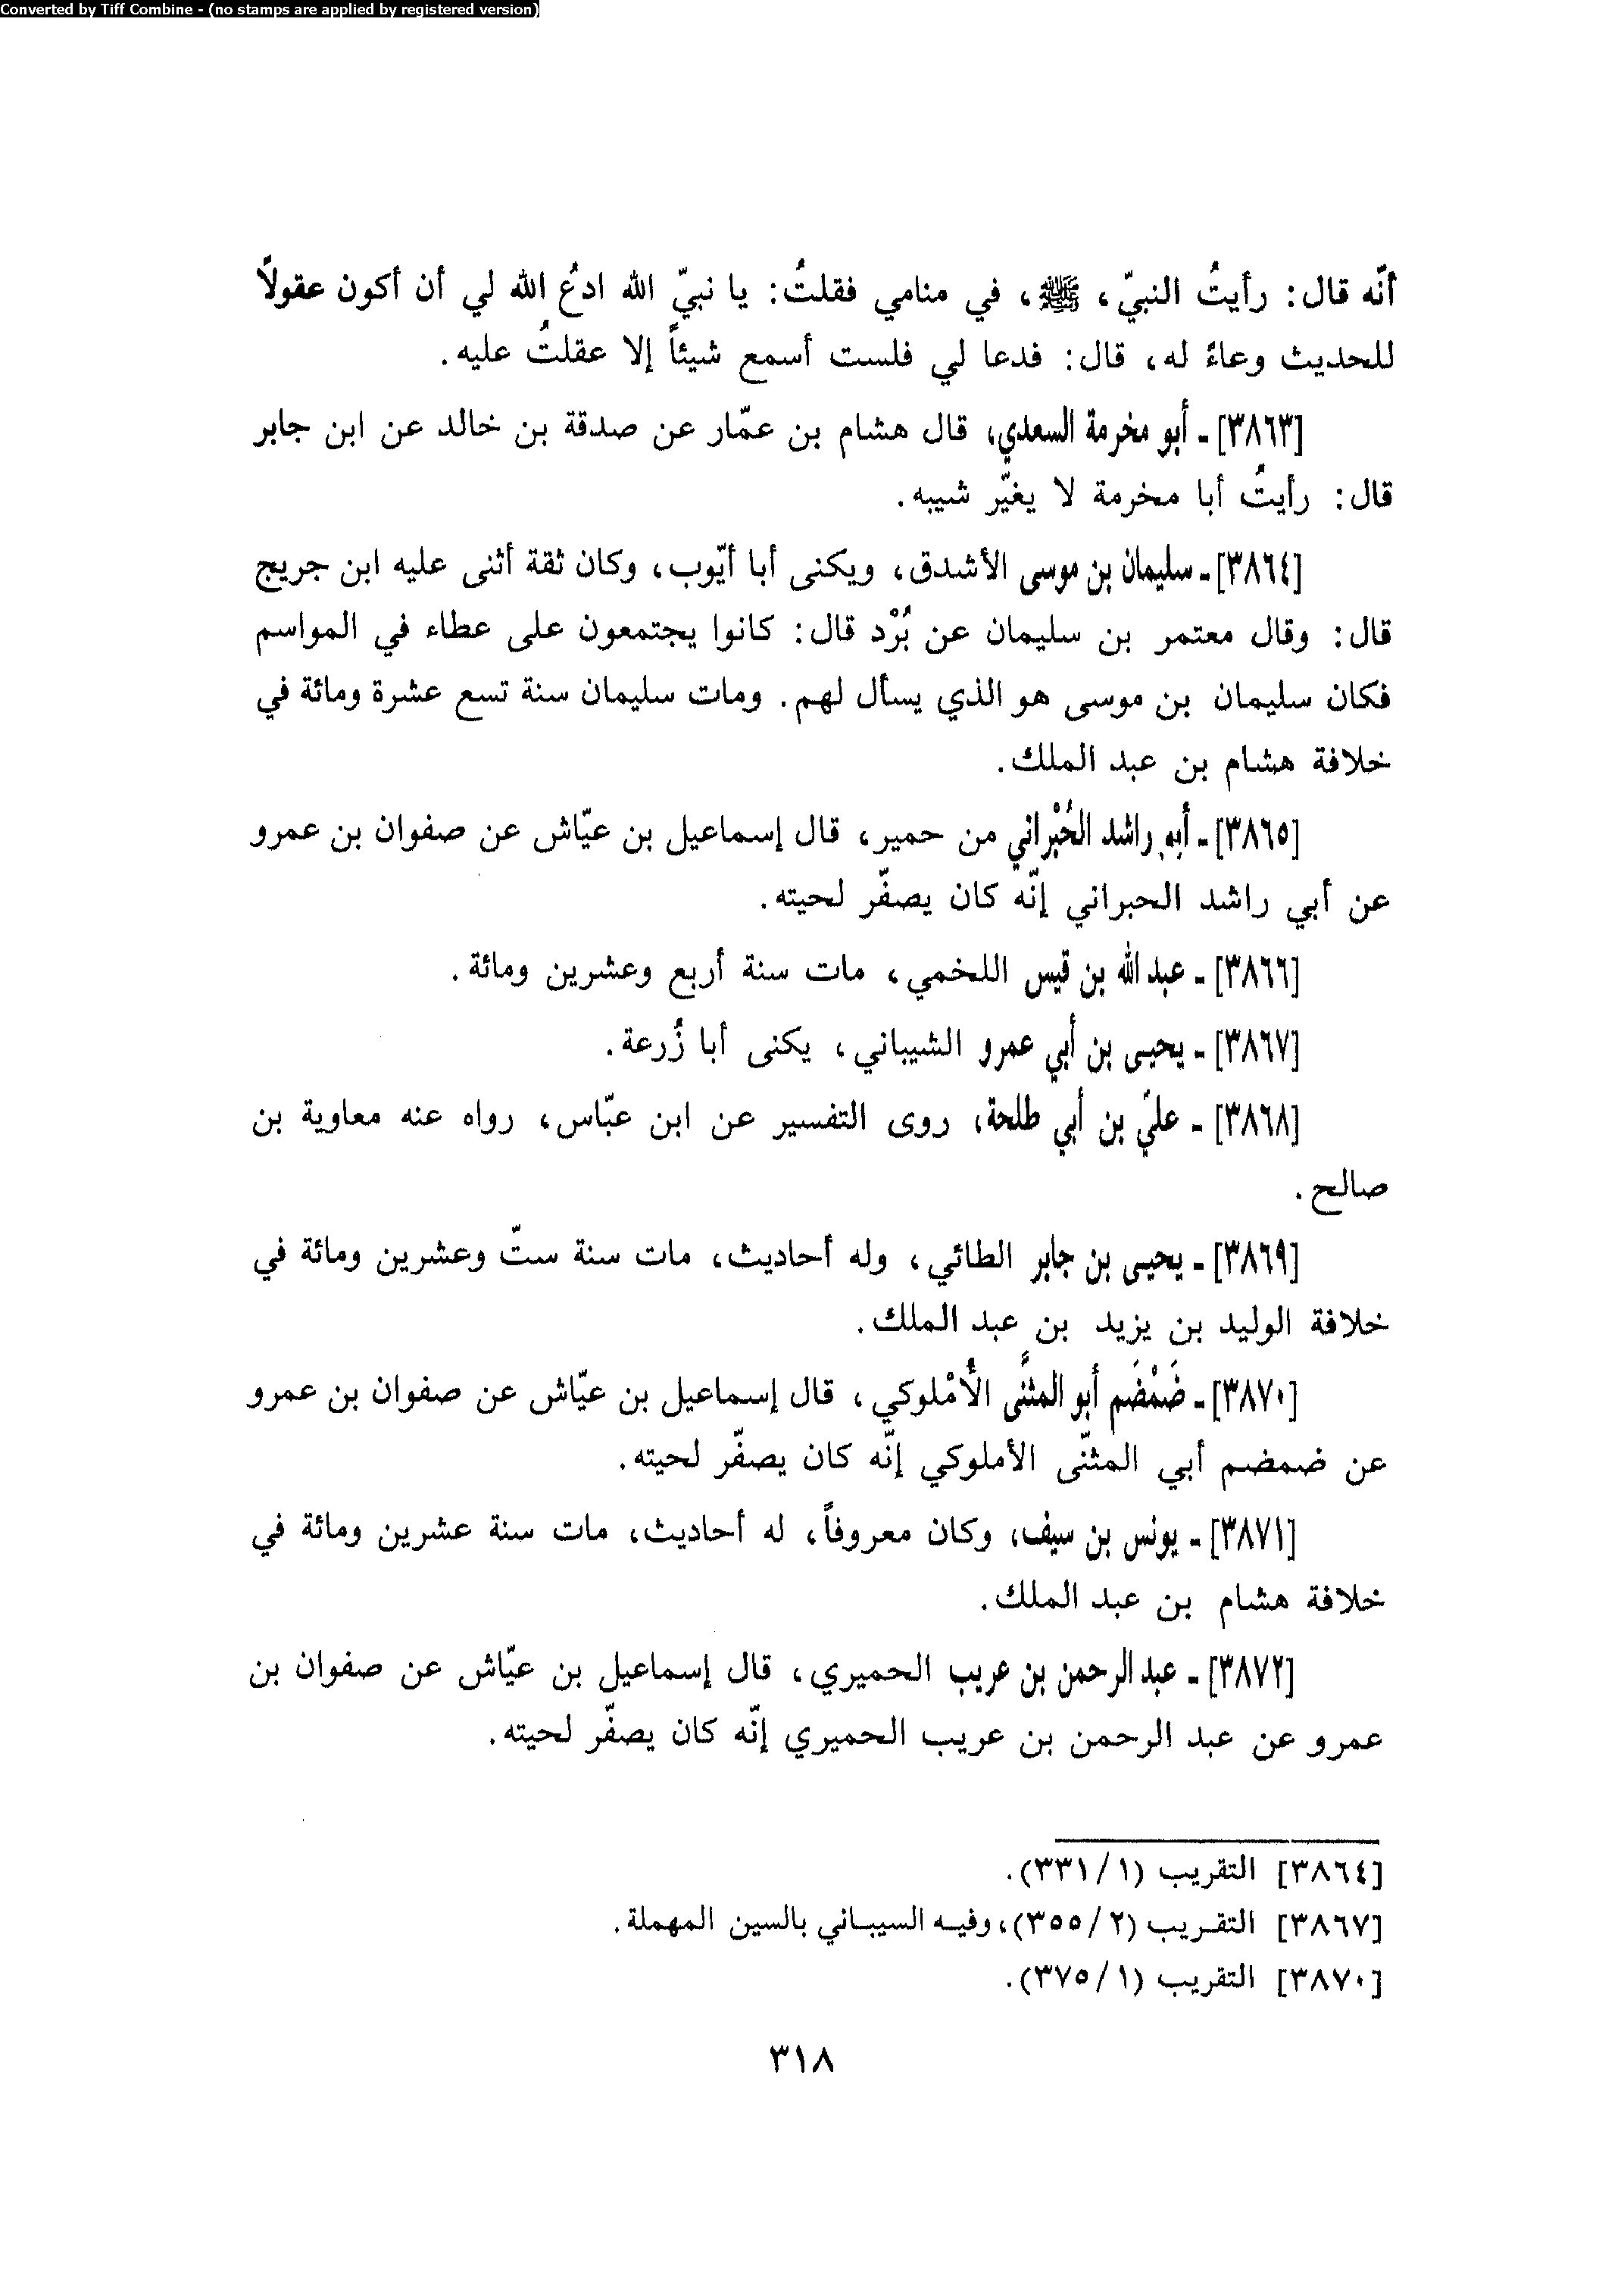 Converted by Tiff Combine - (no stamps are applied by registered version)
أنّه قال: رأيتُ النبيّ، ﷺ، في منامي فقلتُ: يا نبيّ الله ادعُ الله لي أن أكون عقولاً
للحديث وعاءً له، قال: فدعا لي فلست أسمع شيئاً إلا عقلتُ عليه.
[٣٨٦٣] ـ أبو مخرمة السعدي، قال هشام بن عمّار عن صدقة بن خالد عن ابن جابر
قال: رأيتُ أبا مخرمة لا يغيّر شيبه.
[٣٨٦٤] ـ سليمان بن موسى الأشدق، ويكنى أبا أيّوب، وكان ثقة أثنى عليه ابن جريج
قال: وقال معتمر بن سليمان عن بُرْد قال: كانوا يجتمعون على عطاء في المواسم
فكان سليمان بن موسى هو الذي يسأل لهم. ومات سليمان سنة تسع عشرة ومائة في
خلافة هشام بن عبد الملك.
[٣٨٦٥] ـ أبو راشد الحُبْراني من حمير، قال إسماعيل بن عيّاش عن صفوان بن عمرو
عن أبي راشد الحبراني إنّه كان يصفّر لحيته.
[٣٨٦٦] ـ عبد الله بن قيس اللخمي، مات سنة أربع وعشرين ومائة.
[٣٨٦٧] ـ يحيى بن أبي عمرو الشيباني، يكنى أبا زُرعة.
[٣٨٦٨] ـ عليّ بن أبي طلحة، روى التفسير عن ابن عبّاس، رواه عنه معاوية بن
صالح.
[٣٨٦٩] ـ يحيى بن جابر الطائي، وله أحاديث، مات سنة ستّ وعشرين ومائة في
خلافة الوليد بن يزيد بن عبد الملك.
[٣٨٧٠] ـ ضَمْضَم أبو المثنَّى الأُمْلوكي، قال إسماعيل بن عيّاش عن صفوان بن عمرو
عن ضمضم أبي المثنّى الأملوكي إنّه كان يصفّر لحيته.
[٣٨٧١] ـ يونس بن سيف، وكان معروفاً، له أحاديث، مات سنة عشرين ومائة في
خلافة هشام بن عبد الملك.
[٣٨٧٢] ـ عبد الرحمن بن عريب الحميري، قال إسماعيل بن عيّاش عن صفوان بن
عمرو عن عبد الرحمن بن عريب الحميري إنّه كان يصفّر لحيته.
[٣٨٦٤] التقريب (١/ ٣٣١).
[٣٨٦٧] التقريب (٢/ ٣٥٥)، وفيه السيباني بالسين المهملة.
[٣٨٧٠] التقريب (١/ ٣٧٥).
٣١٨